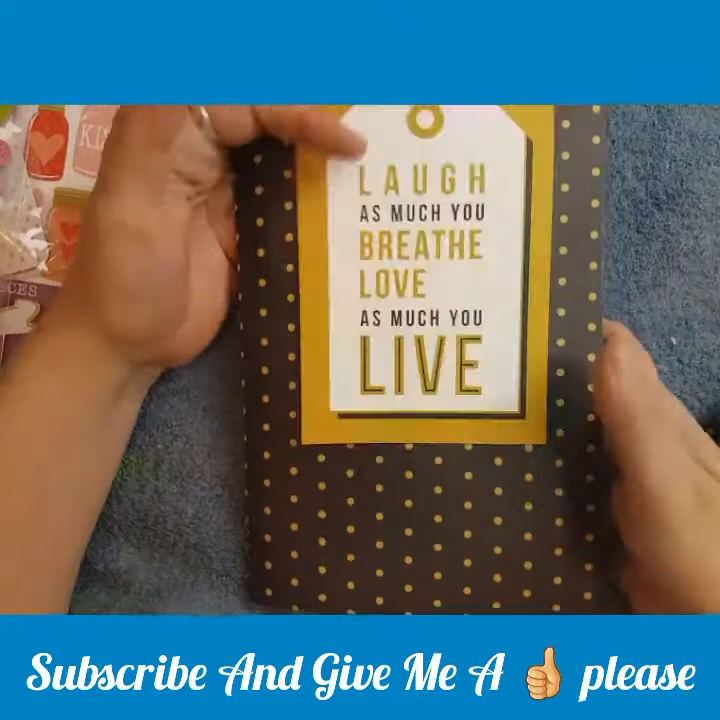 LAUGH
AS MUCH YOU
BREATHE
LOVE
AS MUCH YOU
LIVE
Subscribe And Give Me A 👍 please